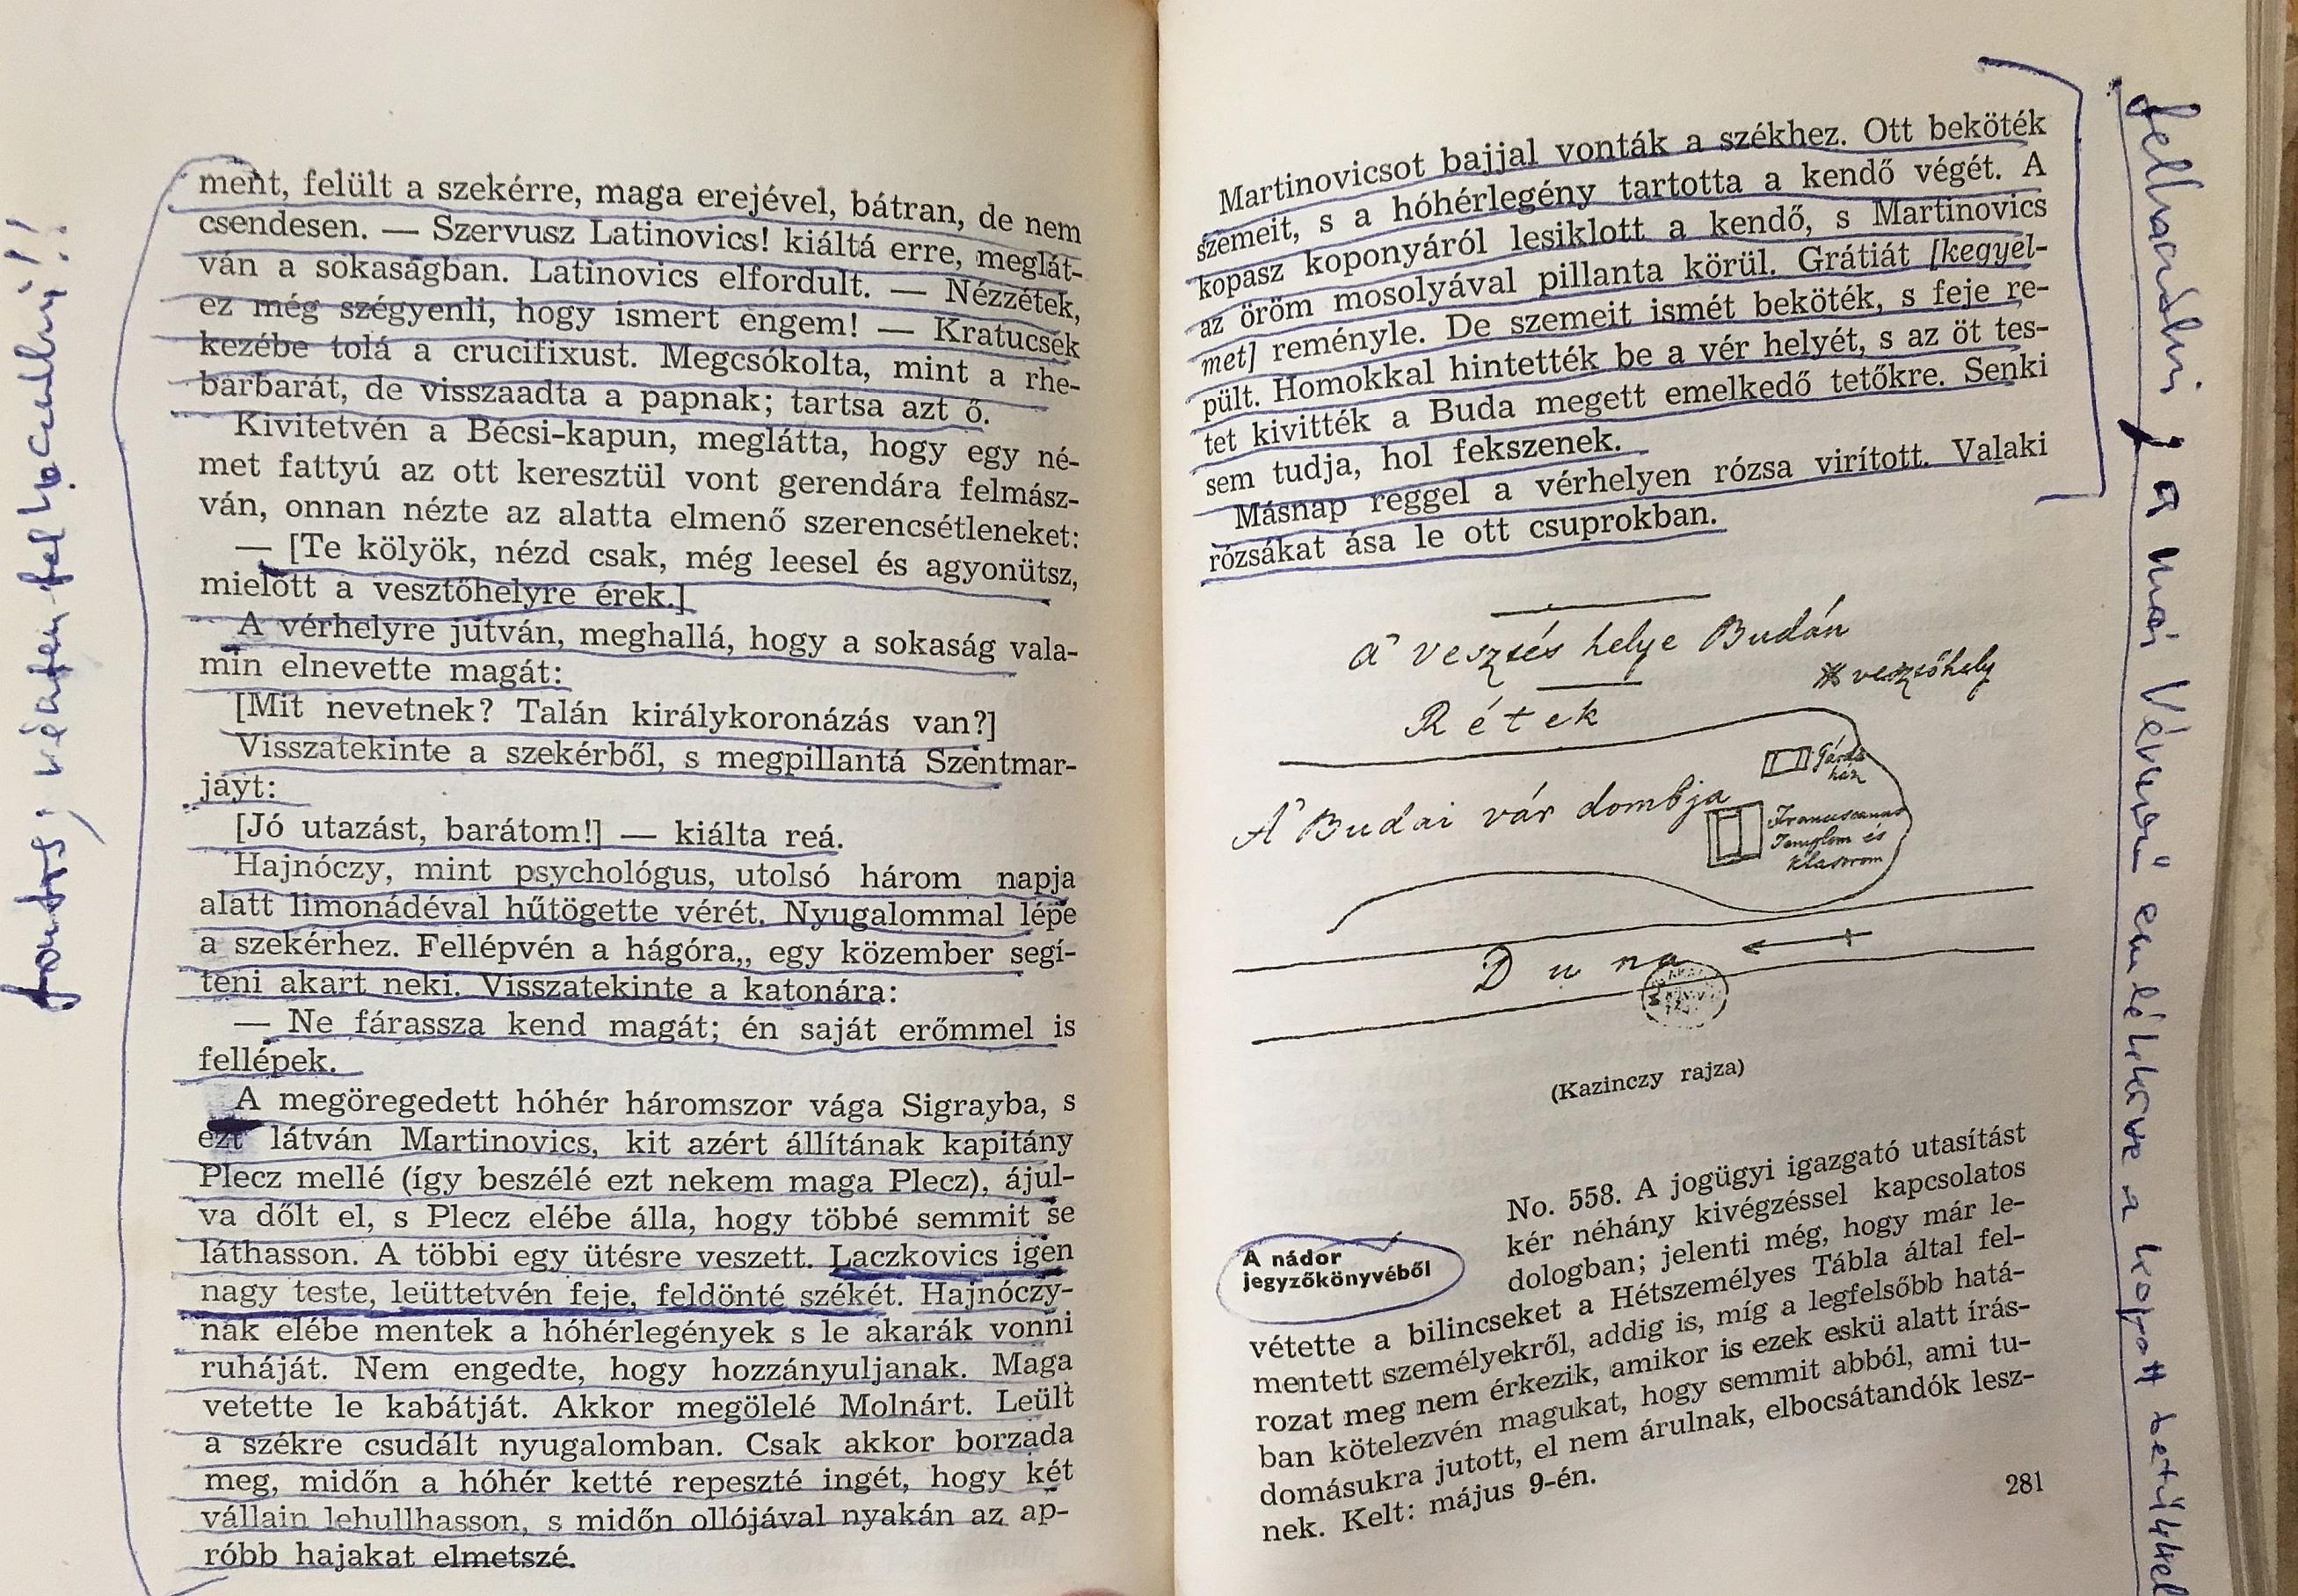 fontos; végén felhasználni!!
ment, felült a szekérre, maga erejével, bátran, de nem
csendesen. — Szervusz Latinovics! kiáltá erre, meglát-
ván a sokaságban. Latinovics elfordult. — Nézzétek,
ez még szégyenli, hogy ismert engem! — Kratucsek
kezébe tolá a crucifixust. Megcsókolta, mint a rhe-
barbarát, de visszaadta a papnak; tartsa azt ő.
Kivitetvén a Bécsi-kapun, meglátta, hogy egy né-
met fattyú az ott keresztül vont gerendára felmász-
ván, onnan nézte az alatta elmenő szerencsétleneket:
— [Te kölyök, nézd csak, még leesel és agyonütsz,
mielőtt a vesztőhelyre érek.]
A vérhelyre jutván, meghallá, hogy a sokaság vala-
min elnevette magát:
[Mit nevetnek? Talán királykoronázás van?]
Visszatekinte a szekérből, s megpillantá Szentmar-
jayt:
[Jó utazást, barátom!] — kiálta reá.
Hajnóczy, mint psychológus, utolsó három napja
alatt limonádéval hűtögette vérét. Nyugalommal lépe
a szekérhez. Fellépvén a hágóra,, egy közember segí-
teni akart neki. Visszatekinte a katonára:
— Ne fárassza kend magát; én saját erőmmel is
fellépek.
A megöregedett hóhér háromszor vága Sigrayba, s
ezt látván Martinovics, kit azért állítának kapitány
Plecz mellé (így beszélé ezt nekem maga Plecz), ájul-
va dőlt el, s Plecz elébe álla, hogy többé semmit se
láthasson. A többi egy ütésre veszett. Laczkovics igen
nagy teste, leüttetvén feje, feldönté székét. Hajnóczy-
nak elébe mentek a hóhérlegények s le akarák vonni
ruháját. Nem engedte, hogy hozzányuljanak. Maga
vetette le kabátját. Akkor megölelé Molnárt. Leült
a székre csudált nyugalomban. Csak akkor borzada
meg, midőn a hóhér ketté repeszté ingét, hogy két
vállain lehullhasson, s midőn ollójával nyakán az ap-
róbb hajakat elmetszé.
Martinovicsot bajjal vonták a székhez. Ott beköték
szemeit, s a hóhérlegény tartotta a kendő végét. A
kopasz koponyáról lesiklott a kendő, s Martinovics
az öröm mosolyával pillanta körül. Grátiát [kegyel-
met] reményle. De szemeit ismét beköték, s feje re-
pült. Homokkal hintették be a vér helyét, s az öt tes-
tet kivitték a Buda megett emelkedő tetőkre. Senki
sem tudja, hol fekszenek.
Másnap reggel a vérhelyen rózsa virított. Valaki
rózsákat ása le ott csuprokban.
A' vesztés helye Budán
vesztőhely
Rétek
Gárda
ház
A' Budai vár dombja
Franciscanus
Templom és
klastrom
Duna
(Kazinczy rajza)
A nádor
jegyzőkönyvéből
No. 558. A jogügyi igazgató utasítást
kér néhány kivégzéssel kapcsolatos
dologban; jelenti még, hogy már le-
vétette a bilincseket a Hétszemélyes Tábla által fel-
mentett személyekről, addig is, míg a legfelsőbb hatá-
rozat meg nem érkezik, amikor is ezek eskü alatt írás-
ban kötelezvén magukat, hogy semmit abból, ami tu-
domásukra jutott, el nem árulnak, elbocsátandók lesz-
nek. Kelt: május 9-én.
281
a mai Vérmező emlékköve a kopott betűkkel